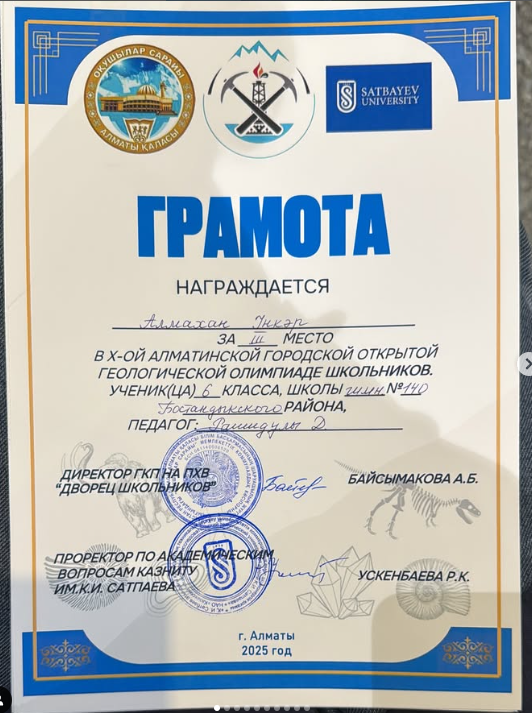 ОҚУШЫЛАР САРАЙЫ
АЛМАТЫ ҚАЛАСЫ
SATBAYEV
UNIVERSITY
ГРАМОТА
НАГРАЖДАЕТСЯ
Алмахан Інкәр
ЗА III МЕСТО
В X-ОЙ АЛМАТИНСКОЙ ГОРОДСКОЙ ОТКРЫТОЙ
ГЕОЛОГИЧЕСКОЙ ОЛИМПИАДЕ ШКОЛЬНИКОВ.
УЧЕНИК(ЦА) 6 КЛАССА, ШКОЛЫ гимн №140
Бостандыкского РАЙОНА,
ПЕДАГОГ: Рашидулы Д.
ДИРЕКТОР ГКП НА ПХВ
"ДВОРЕЦ ШКОЛЬНИКОВ"
БАЙСЫМАКОВА А.Б.
ПРОРЕКТОР ПО АКАДЕМИЧЕСКИМ
ВОПРОСАМ КАЗНИТУ
ИМ.К.И. САТПАЕВА
УСКЕНБАЕВА Р.К.
г. Алматы
2025 год